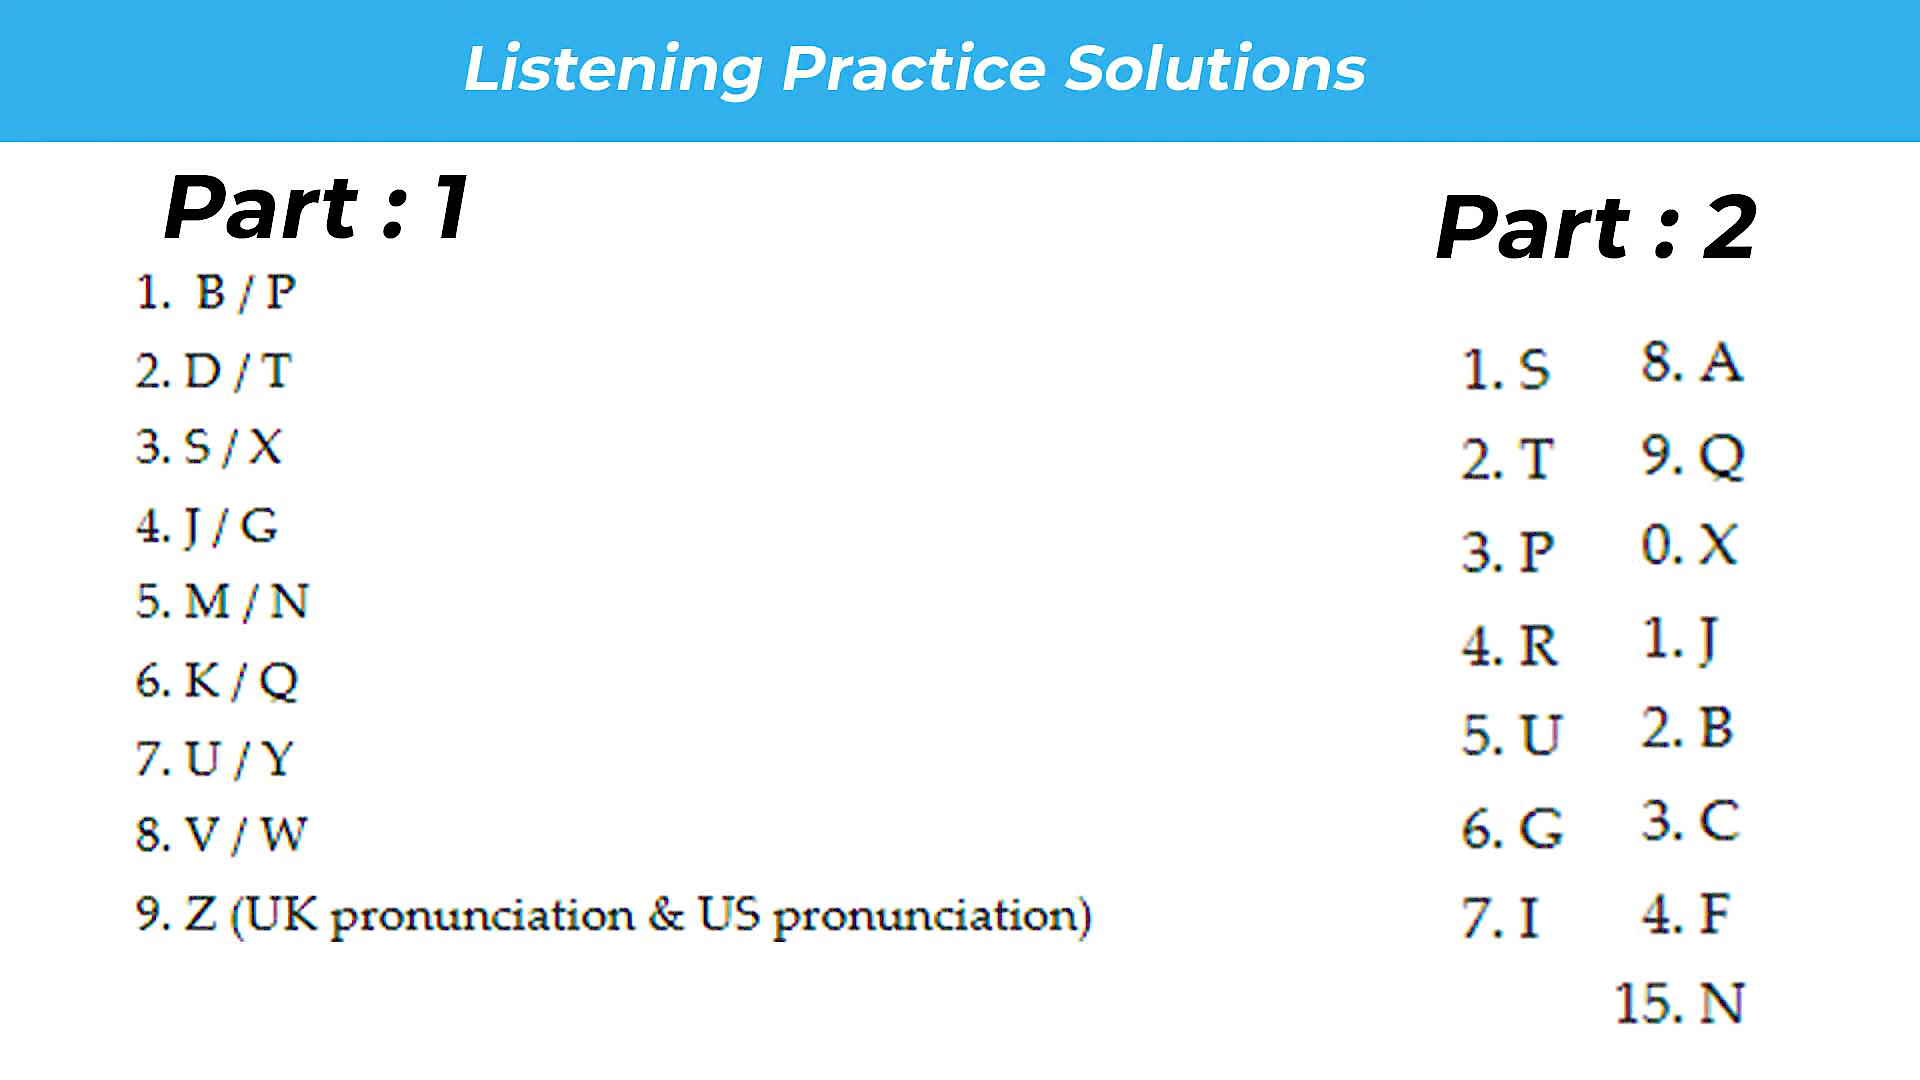 Listening Practice Solutions
Part : 1
1. B / P
2. D / T
3. S / X
4. J / G
5. M / N
6. K / Q
7. U / Y
8. V / W
9. Z (UK pronunciation & US pronunciation)
Part : 2
1. S
2. T
3. P
4. R
5. U
6. G
7. I
8. A
9. Q
0. X
1. J
2. B
3. C
4. F
15. N